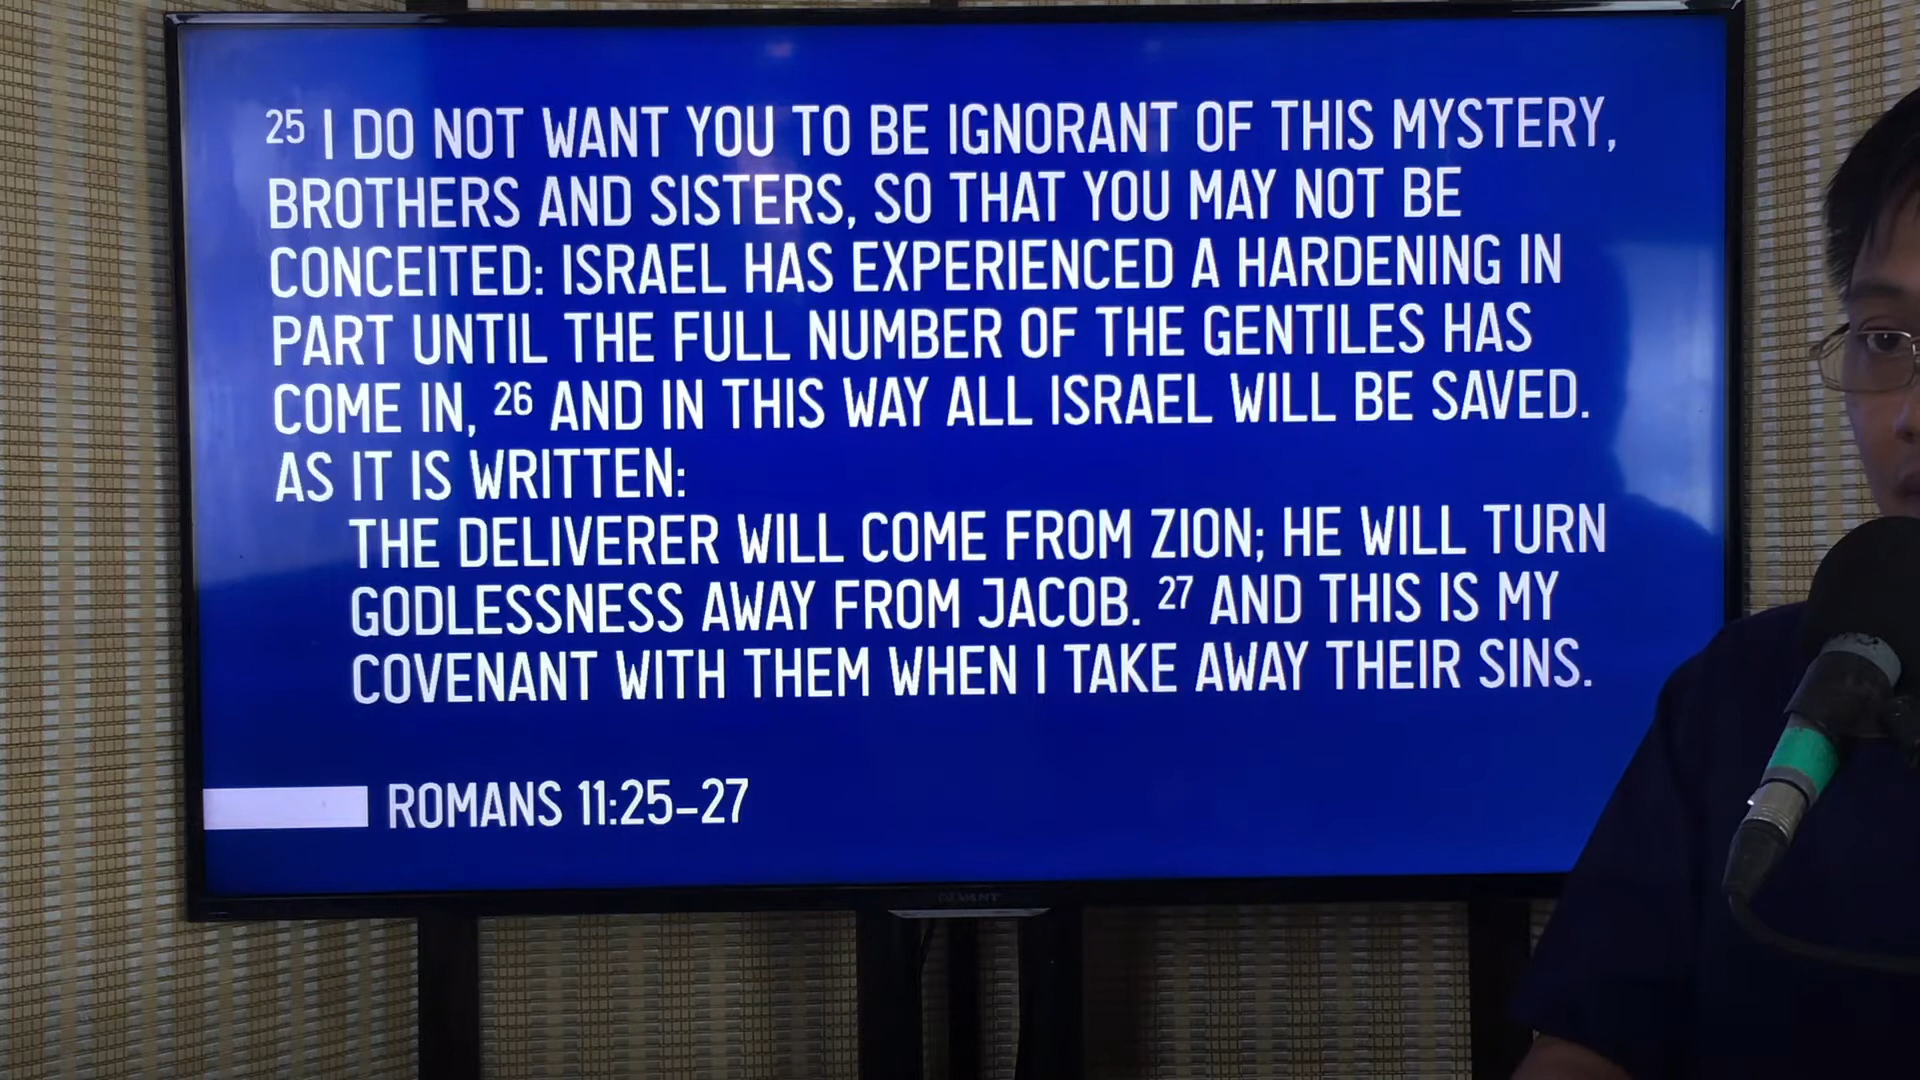 25 I DO NOT WANT YOU TO BE IGNORANT OF THIS MYSTERY,
BROTHERS AND SISTERS, SO THAT YOU MAY NOT BE
CONCEITED: ISRAEL HAS EXPERIENCED A HARDENING IN
PART UNTIL THE FULL NUMBER OF THE GENTILES HAS
COME IN, 26 AND IN THIS WAY ALL ISRAEL WILL BE SAVED.
AS IT IS WRITTEN:
THE DELIVERER WILL COME FROM ZION; HE WILL TURN
GODLESSNESS AWAY FROM JACOB. 27 AND THIS IS MY
COVENANT WITH THEM WHEN I TAKE AWAY THEIR SINS.
ROMANS 11:25–27
DEVANT